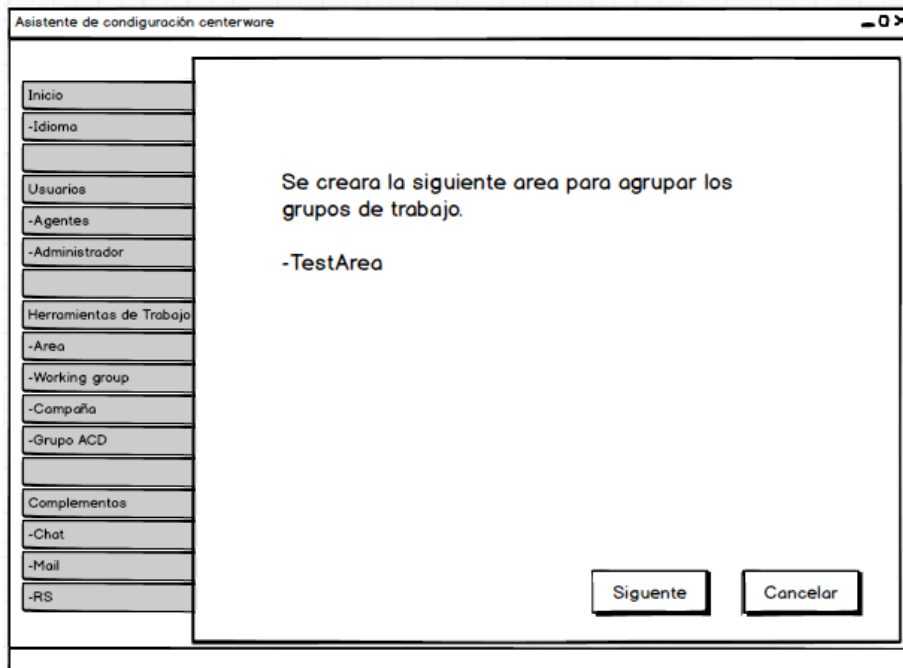 Asistente de condiguración centerware
Inicio
-Idioma
Usuarios
-Agentes
-Administrador
Herramientas de Trabajo
-Area
-Working group
-Campaña
-Grupo ACD
Complementos
-Chat
-Mail
-RS
Se creara la siguiente area para agrupar los
grupos de trabajo.
-TestArea
Siguente
Cancelar